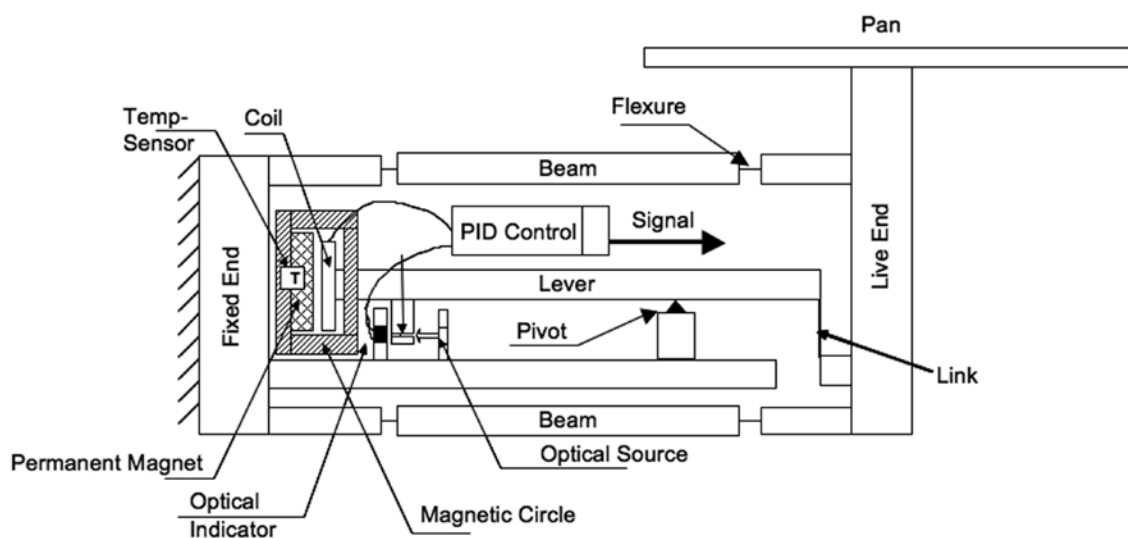 Pan
Temp-
Sensor
Coil
Flexure
Beam
PID Control
Signal
T
Lever
Fixed End
Live End
Pivot
Link
Beam
Permanent Magnet
Optical Source
Optical
Indicator
Magnetic Circle